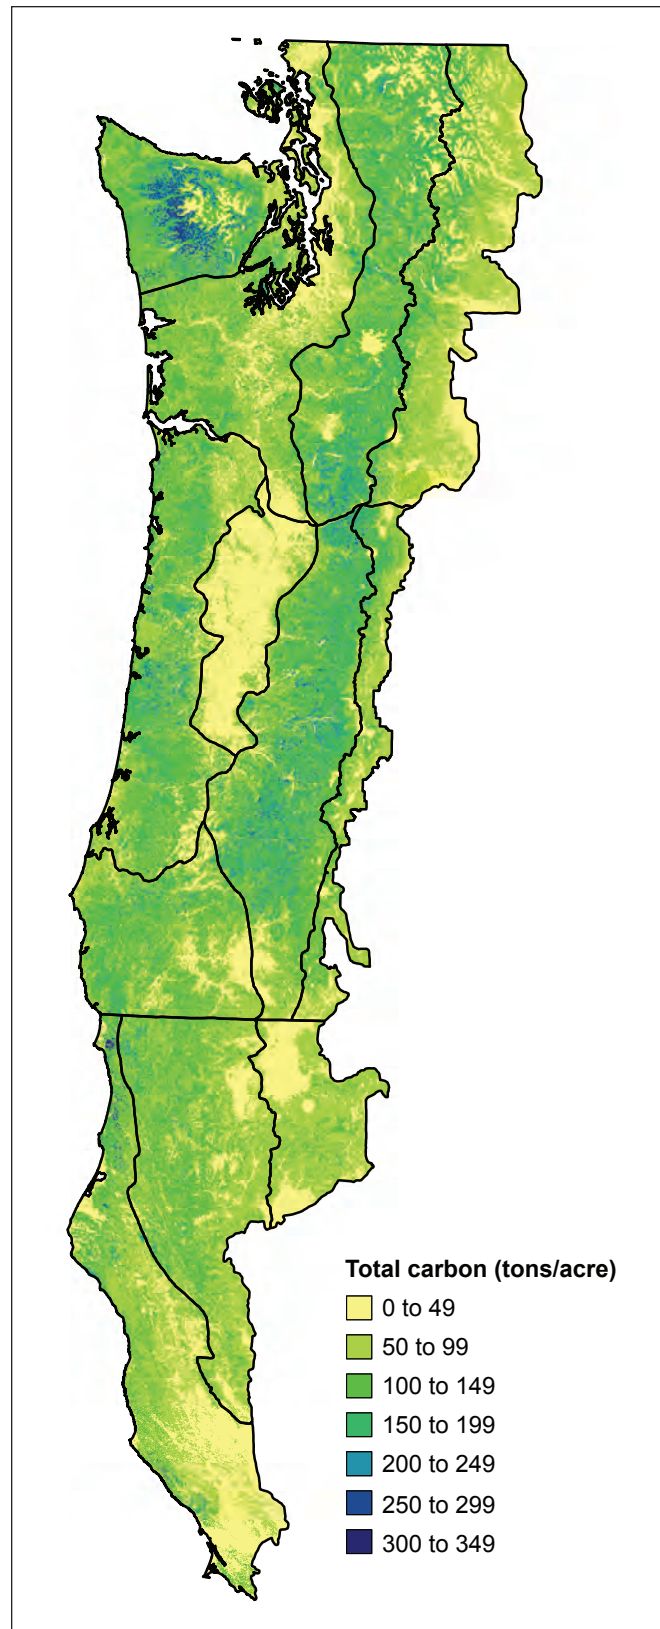 Total carbon (tons/acre)
0 to 49
50 to 99
100 to 149
150 to 199
200 to 249
250 to 299
300 to 349